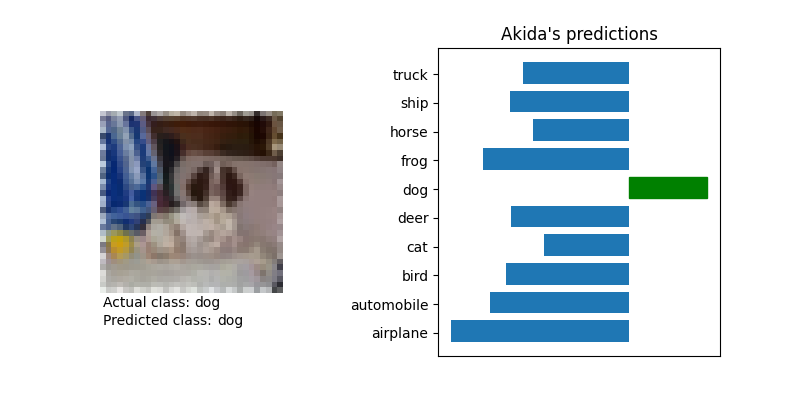 Akida's predictions
truck
ship
horse
frog
dog
deer
cat
bird
automobile
airplane
Actual class: dog
Predicted class: dog